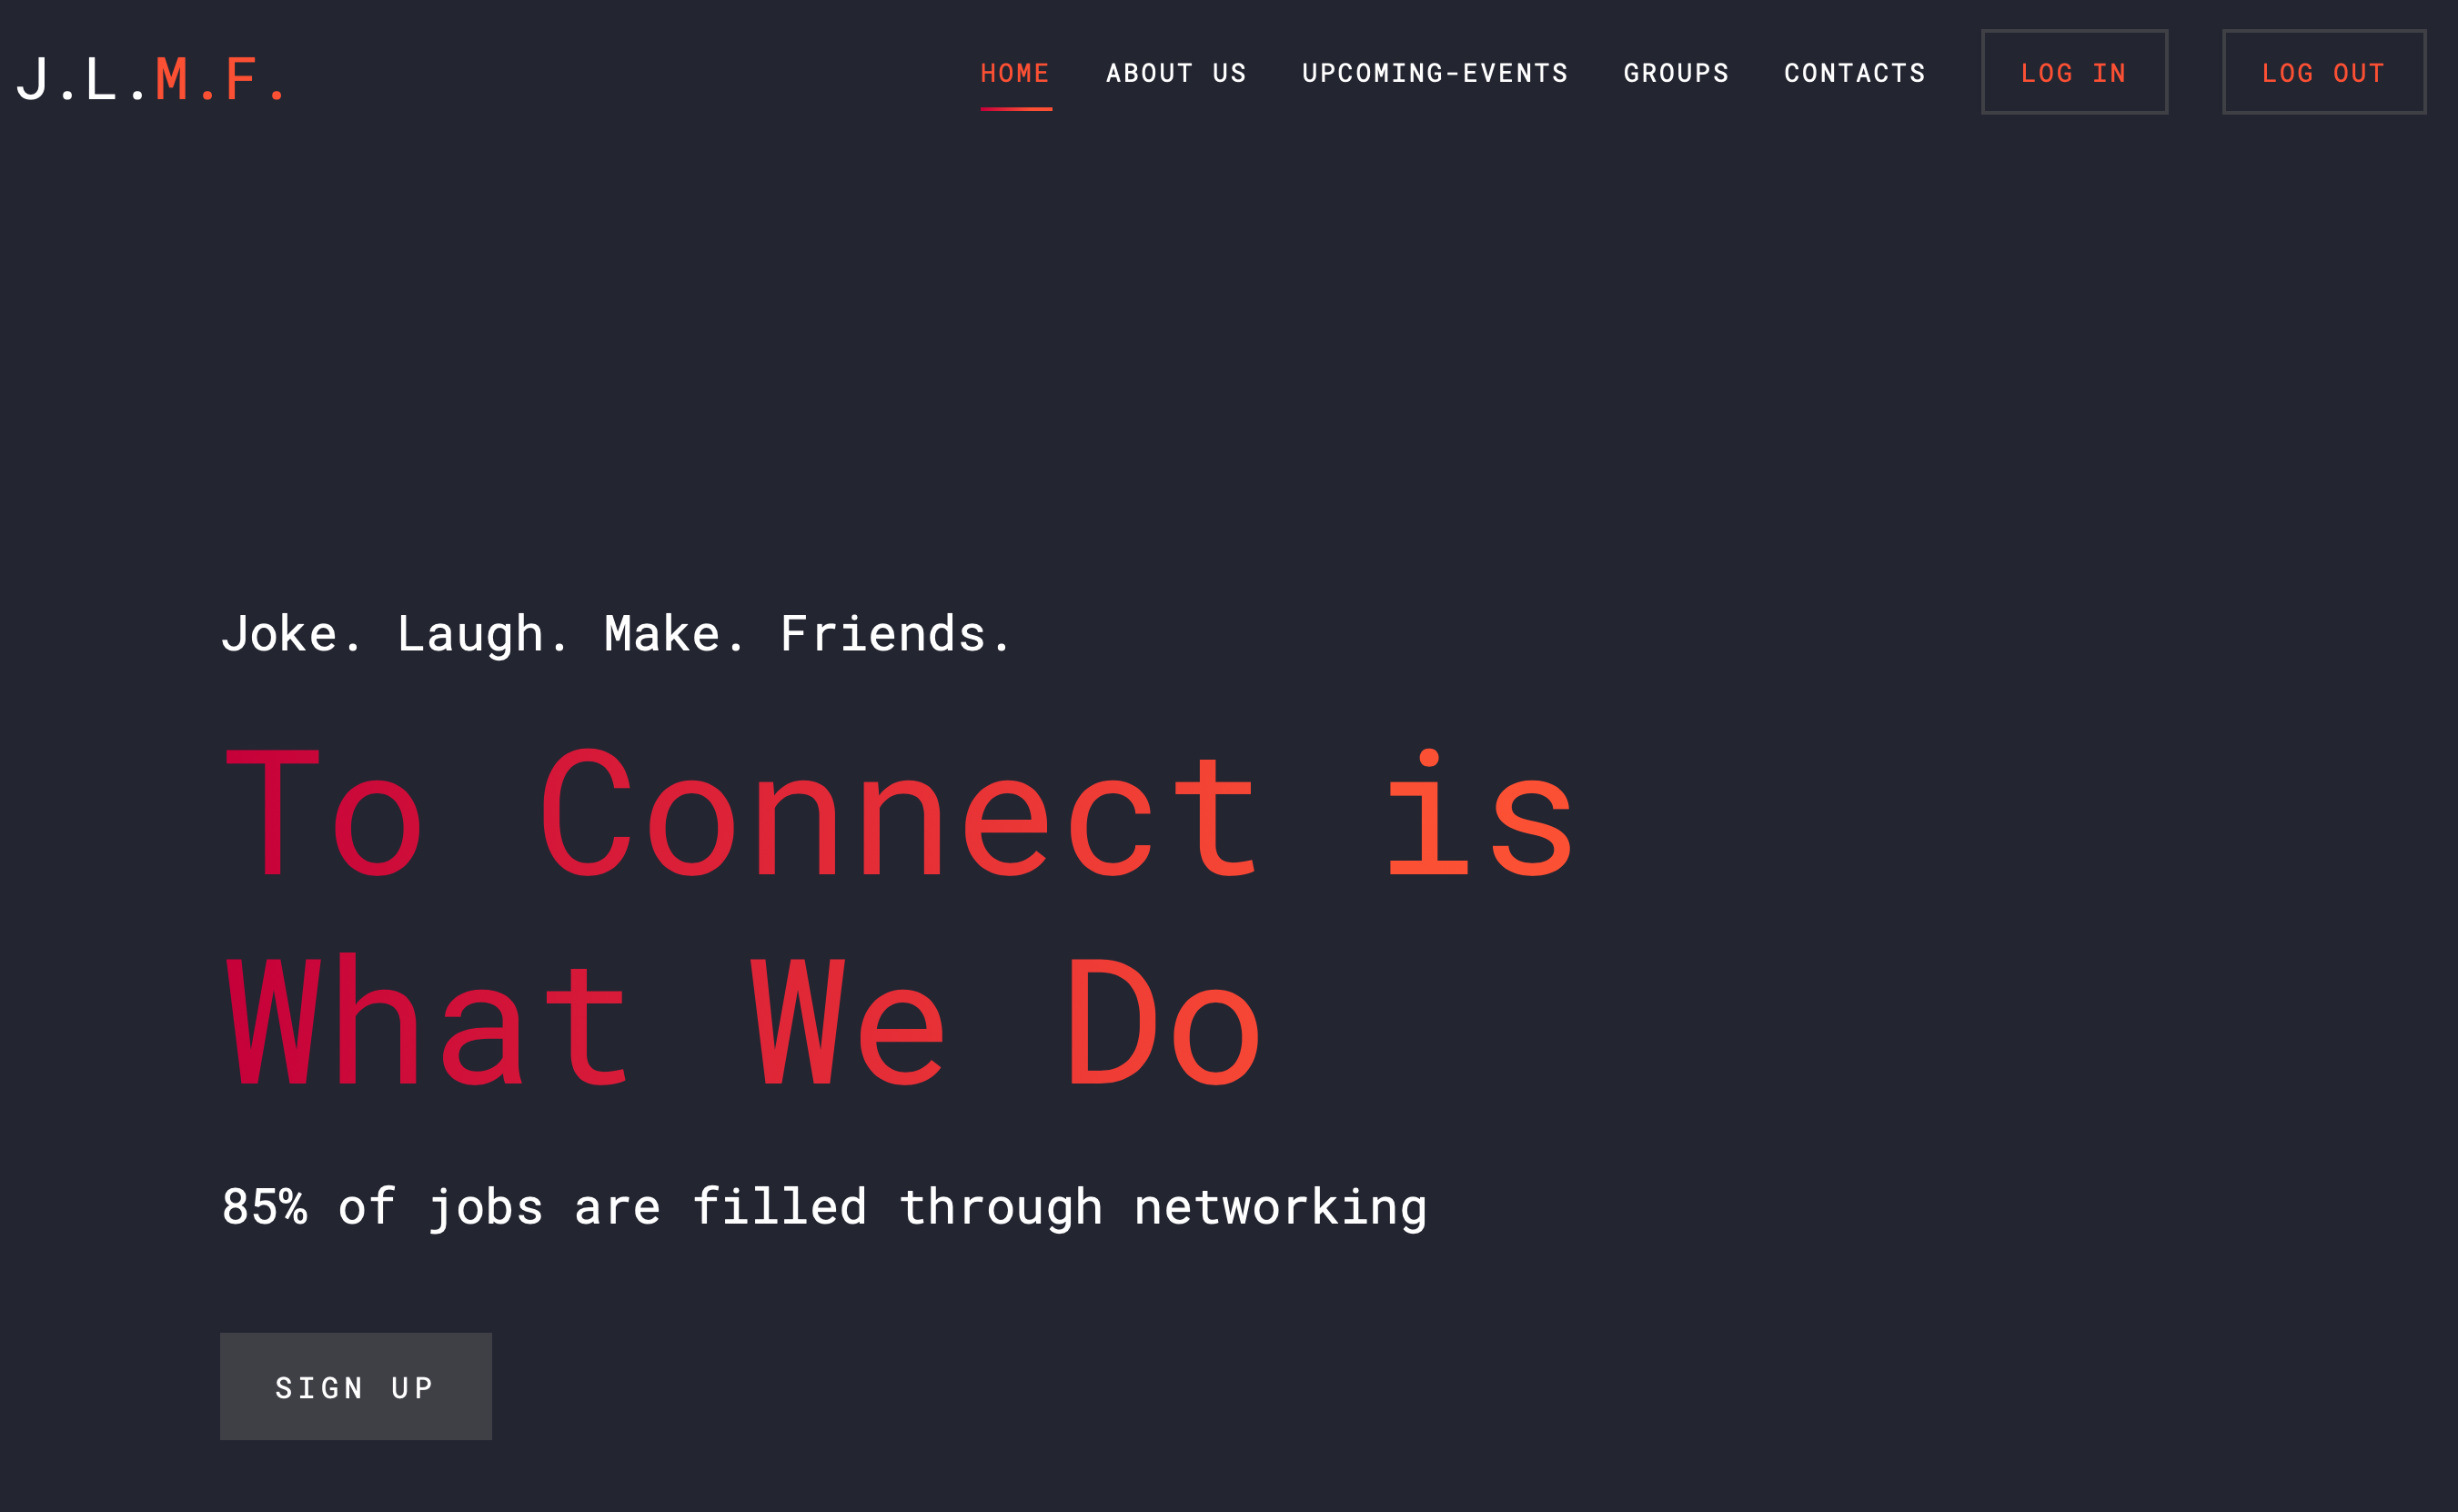 J.L.M.F.
HOME ABOUT US UPCOMING-EVENTS GROUPS CONTACTS LOG IN LOG OUT
Joke. Laugh. Make. Friends.
To Connect is
What We Do
85% of jobs are filled through networking
SIGN UP